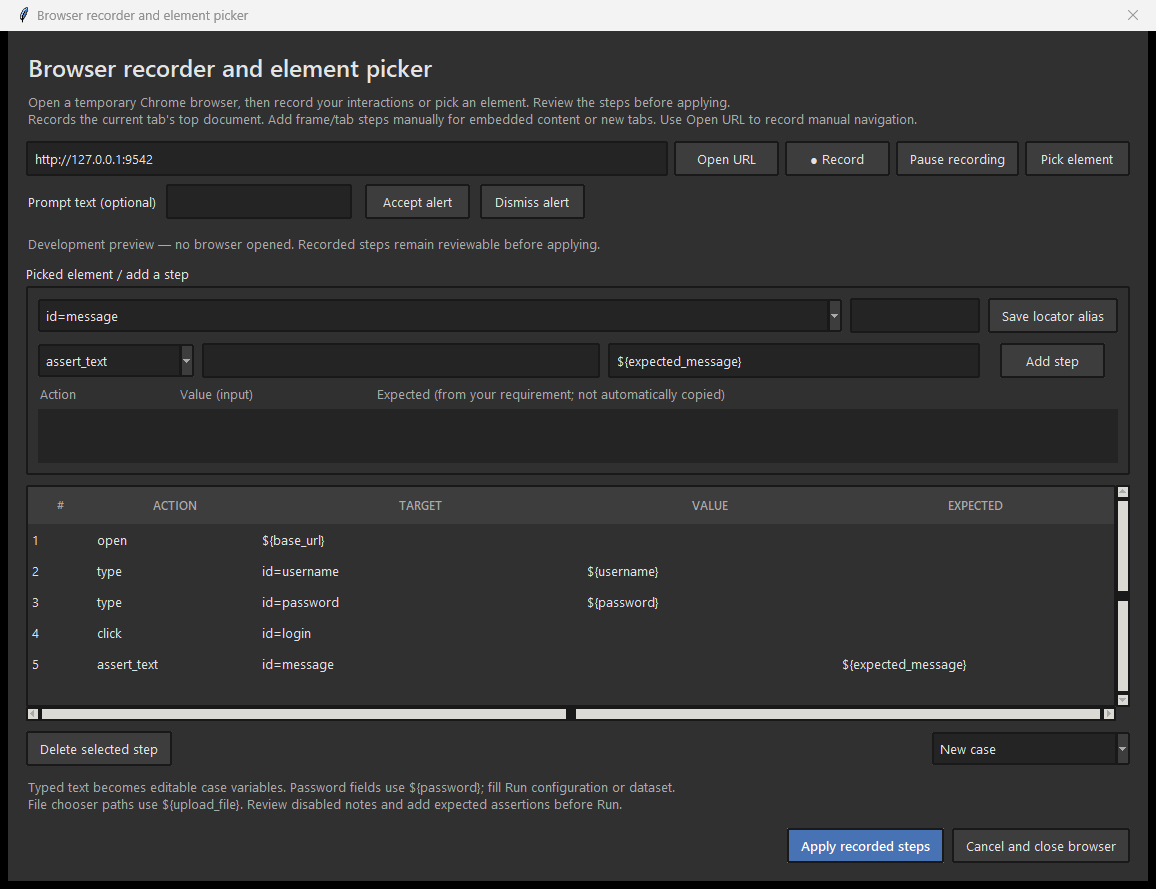 Browser recorder and element picker
Browser recorder and element picker
Open a temporary Chrome browser, then record your interactions or pick an element. Review the steps before applying.
Records the current tab's top document. Add frame/tab steps manually for embedded content or new tabs. Use Open URL to record manual navigation.
http://127.0.0.1:9542 Open URL ● Record Pause recording Pick element
Prompt text (optional) Accept alert Dismiss alert
Development preview — no browser opened. Recorded steps remain reviewable before applying.
Picked element / add a step
id=message Save locator alias
assert_text ${expected_message} Add step
Action Value (input) Expected (from your requirement; not automatically copied)
# ACTION TARGET VALUE EXPECTED
1 open ${base_url}
2 type id=username ${username}
3 type id=password ${password}
4 click id=login
5 assert_text id=message ${expected_message}
Delete selected step New case
Typed text becomes editable case variables. Password fields use ${password}; fill Run configuration or dataset.
File chooser paths use ${upload_file}. Review disabled notes and add expected assertions before Run.
Apply recorded steps Cancel and close browser